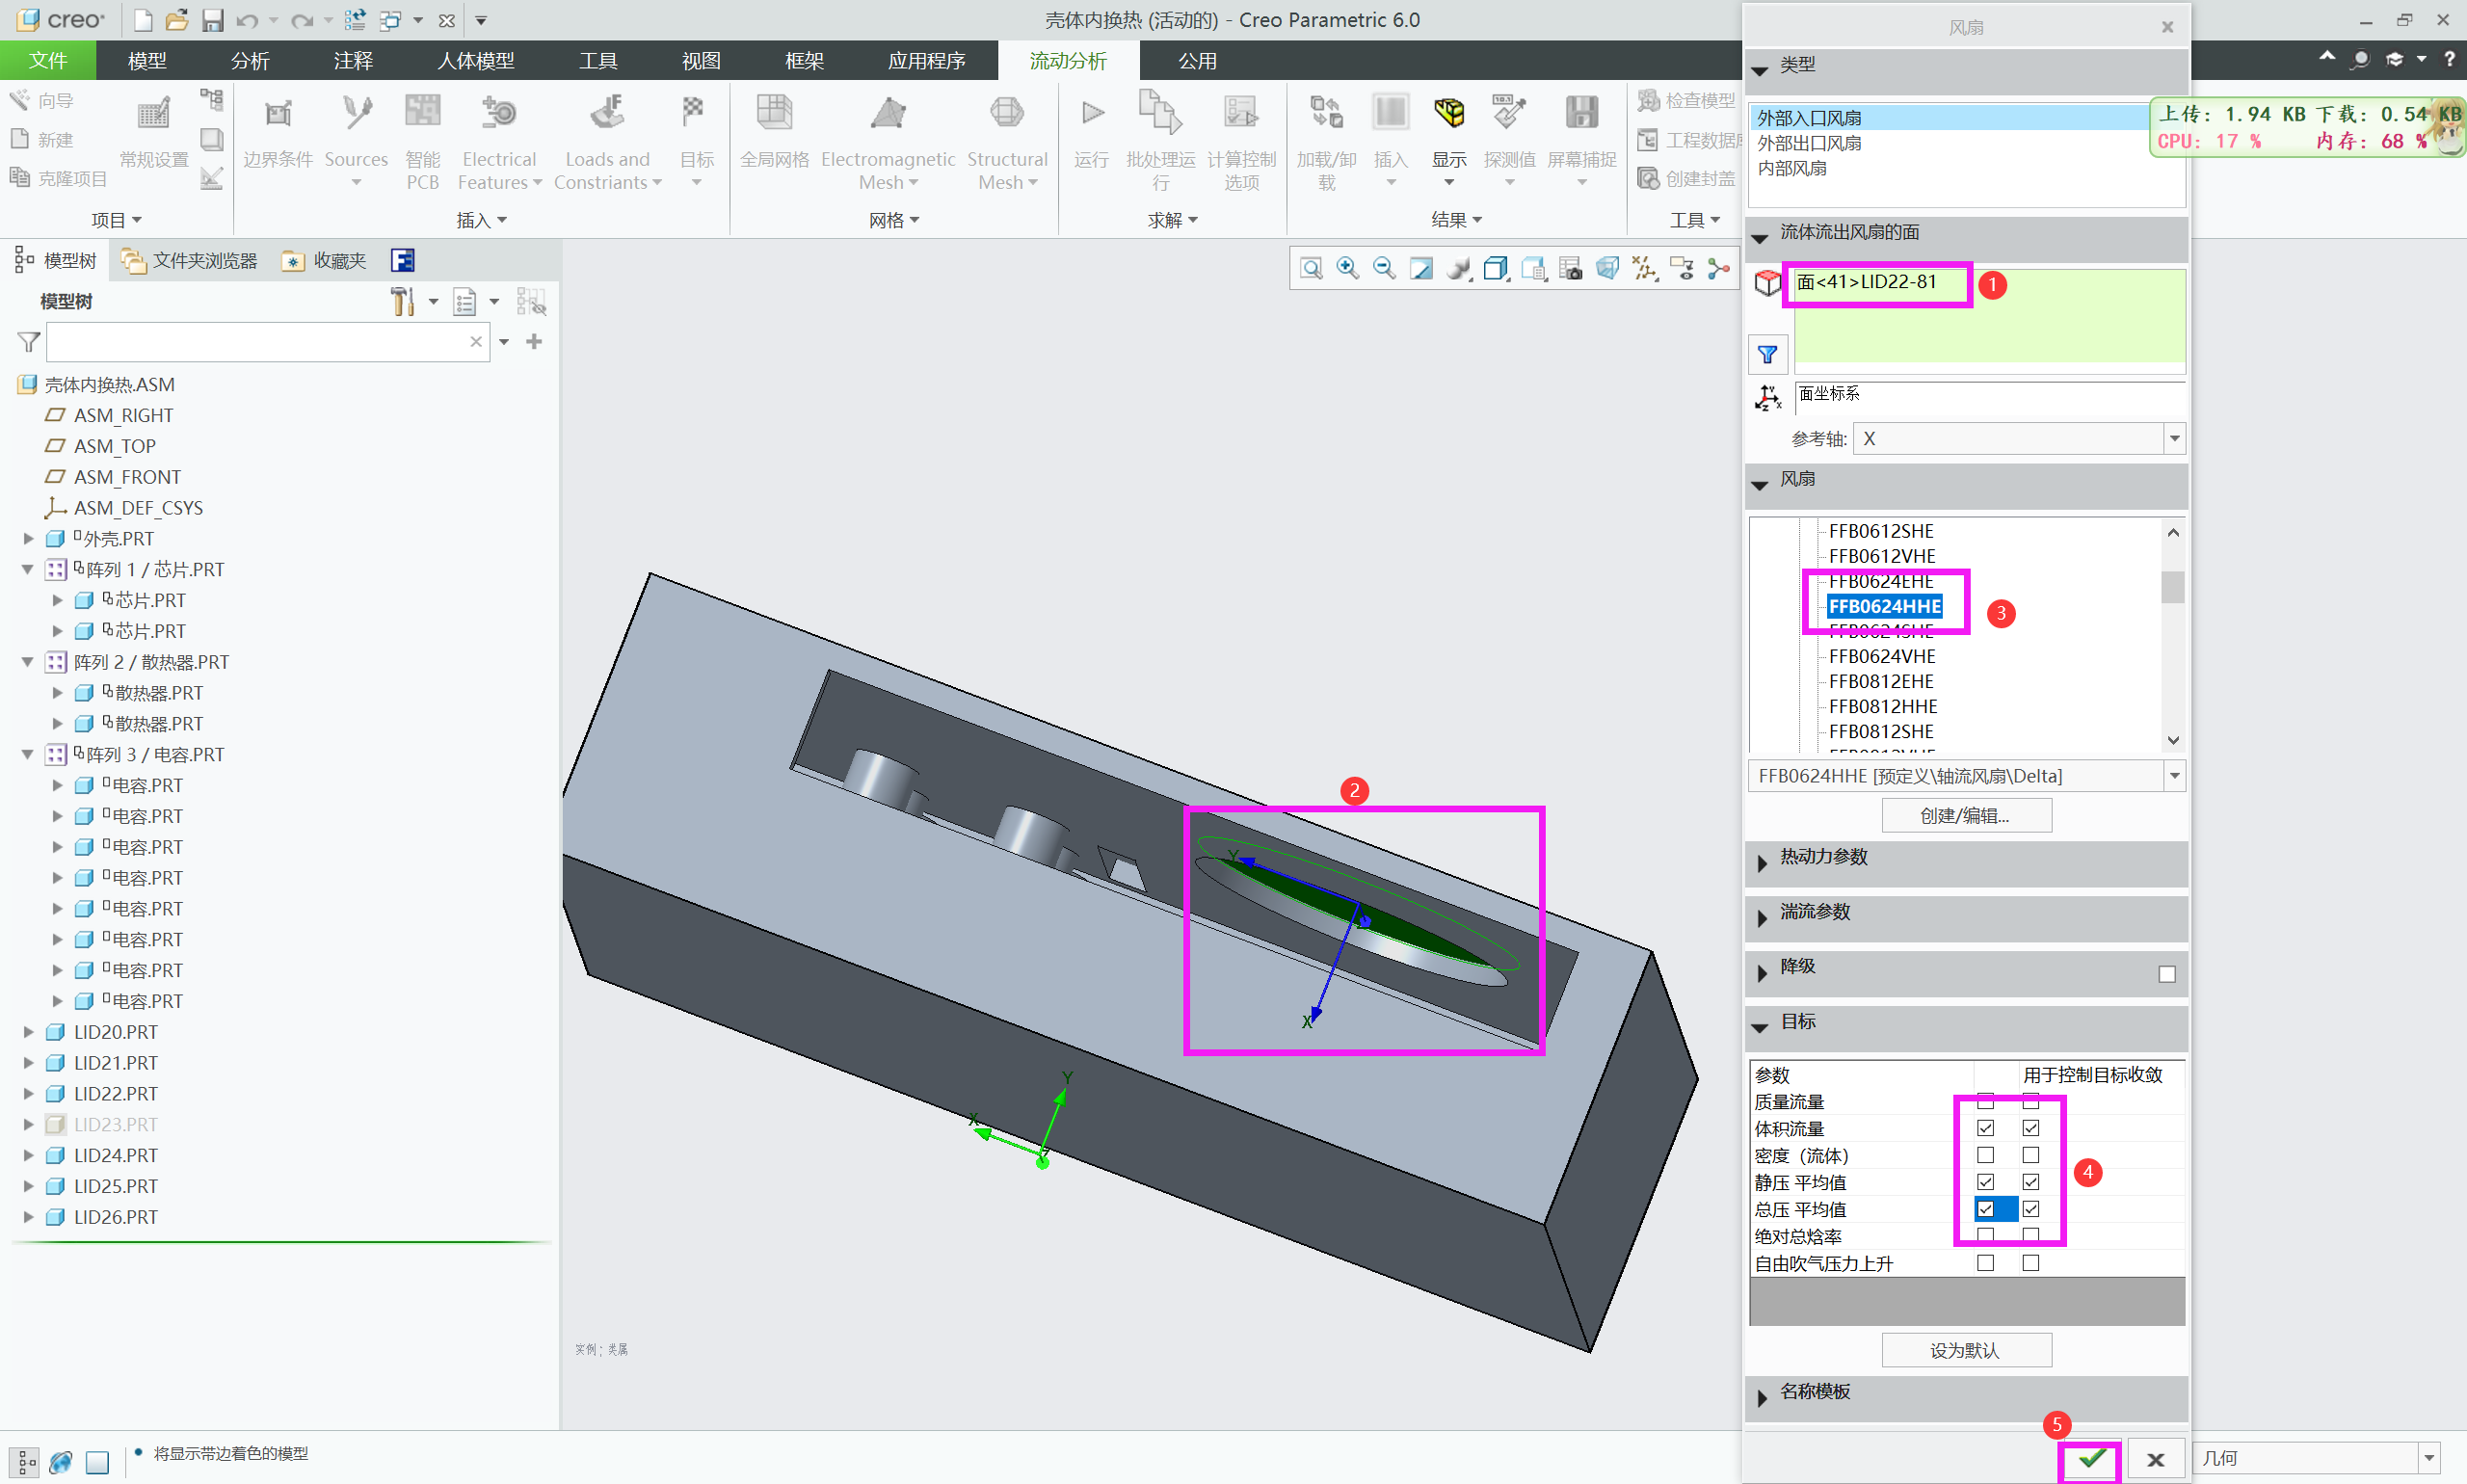 creo
壳体内换热 (活动的) - Creo Parametric 6.0
文件 模型 分析 注释 人体模型 工具 视图 框架 应用程序 流动分析 公用
向导
新建
克隆项目
常规设置
项目
边界条件
Sources
智能
PCB
Electrical
Features
Loads and
Constraints
目标
插入
全局网格
Electromagnetic
Mesh
Structural
Mesh
网格
运行
批处理运
行
计算控制
选项
求解
加载/卸
载
插入
显示
探测值
屏幕捕捉
结果
检查模型
工程数据库
创建封盖
工具
模型树 文件夹浏览器 收藏夹
模型树
壳体内换热.ASM
ASM_RIGHT
ASM_TOP
ASM_FRONT
ASM_DEF_CSYS
外壳.PRT
阵列 1 / 芯片.PRT
芯片.PRT
芯片.PRT
阵列 2 / 散热器.PRT
散热器.PRT
散热器.PRT
阵列 3 / 电容.PRT
电容.PRT
电容.PRT
电容.PRT
电容.PRT
电容.PRT
电容.PRT
电容.PRT
电容.PRT
LID20.PRT
LID21.PRT
LID22.PRT
LID23.PRT
LID24.PRT
LID25.PRT
LID26.PRT
2
Y
X
Y
X
实例：类属
将显示带边着色的模型
几何
风扇
类型
外部入口风扇
外部出口风扇
内部风扇
上传: 1.94 KB 下载: 0.54 KB
CPU: 17 % 内存: 68 %
流体流出风扇的面
面<41>LID22-81
1
面坐标系
参考轴: X
风扇
FFB0612SHE
FFB0612VHE
FFB0624EHE
FFB0624HHE
3
FFB0624SHE
FFB0624VHE
FFB0812EHE
FFB0812HHE
FFB0812SHE
FFB0812VHE
FFB0624HHE [预定义\轴流风扇\Delta]
创建/编辑...
热动力参数
湍流参数
降级
目标
参数 用于控制目标收敛
质量流量
体积流量
密度（流体）
静压 平均值
4
总压 平均值
绝对总焓率
自由吹气压力上升
设为默认
名称模板
5